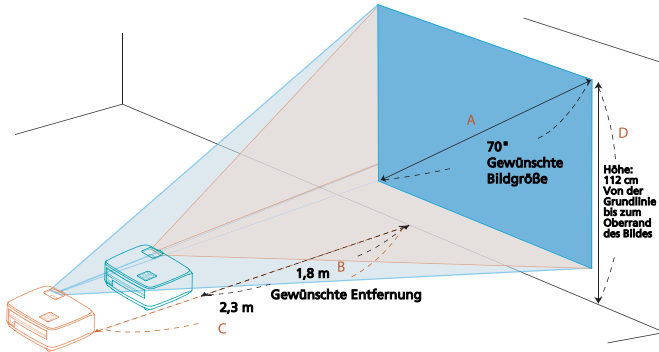 A
D
70"
Gewünschte
Bildgröße
Höhe:
112 cm
Von der
Grundlinie
bis zum
Oberrand
des Bildes
1,8 m
B
Gewünschte Entfernung
2,3 m
C